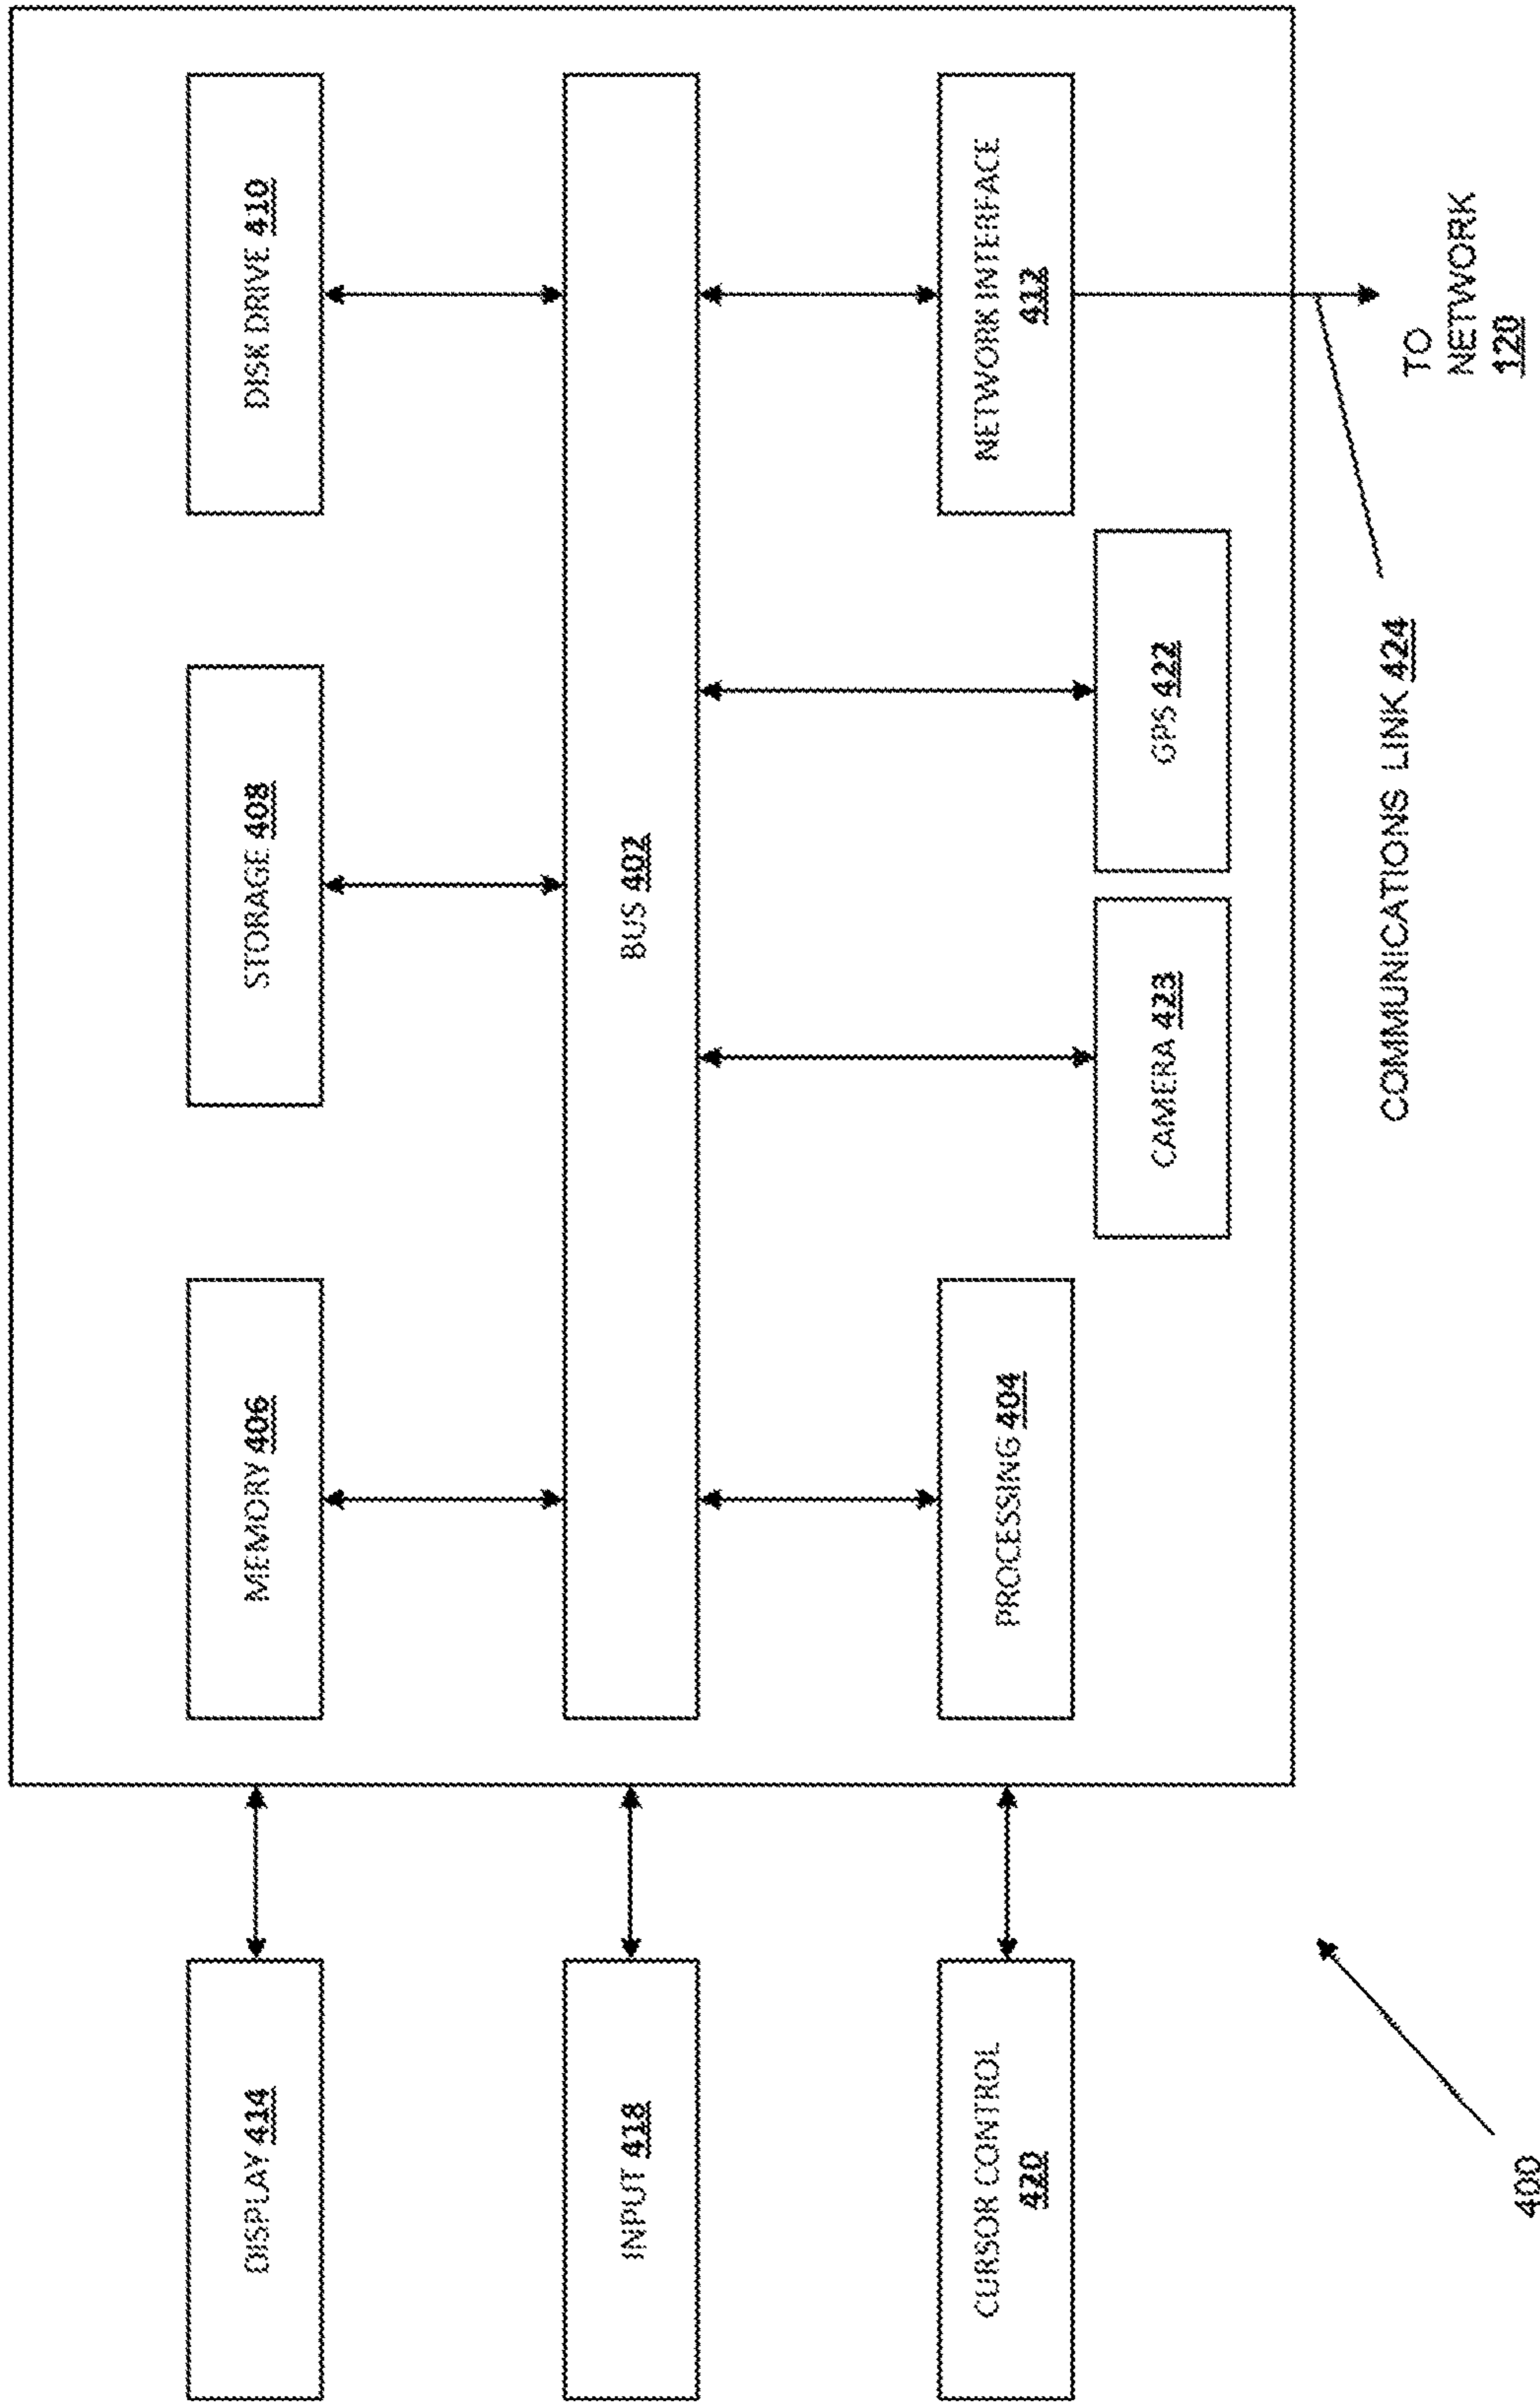 DISPLAY 414
MEMORY 406
STORAGE 408
DISK DRIVE 410
INPUT 418
BUS 402
CURSOR CONTROL
420
PROCESSING 404
CAMERA 423
GPS 422
NETWORK INTERFACE
412
COMMUNICATIONS LINK 424
TO
NETWORK
120
400